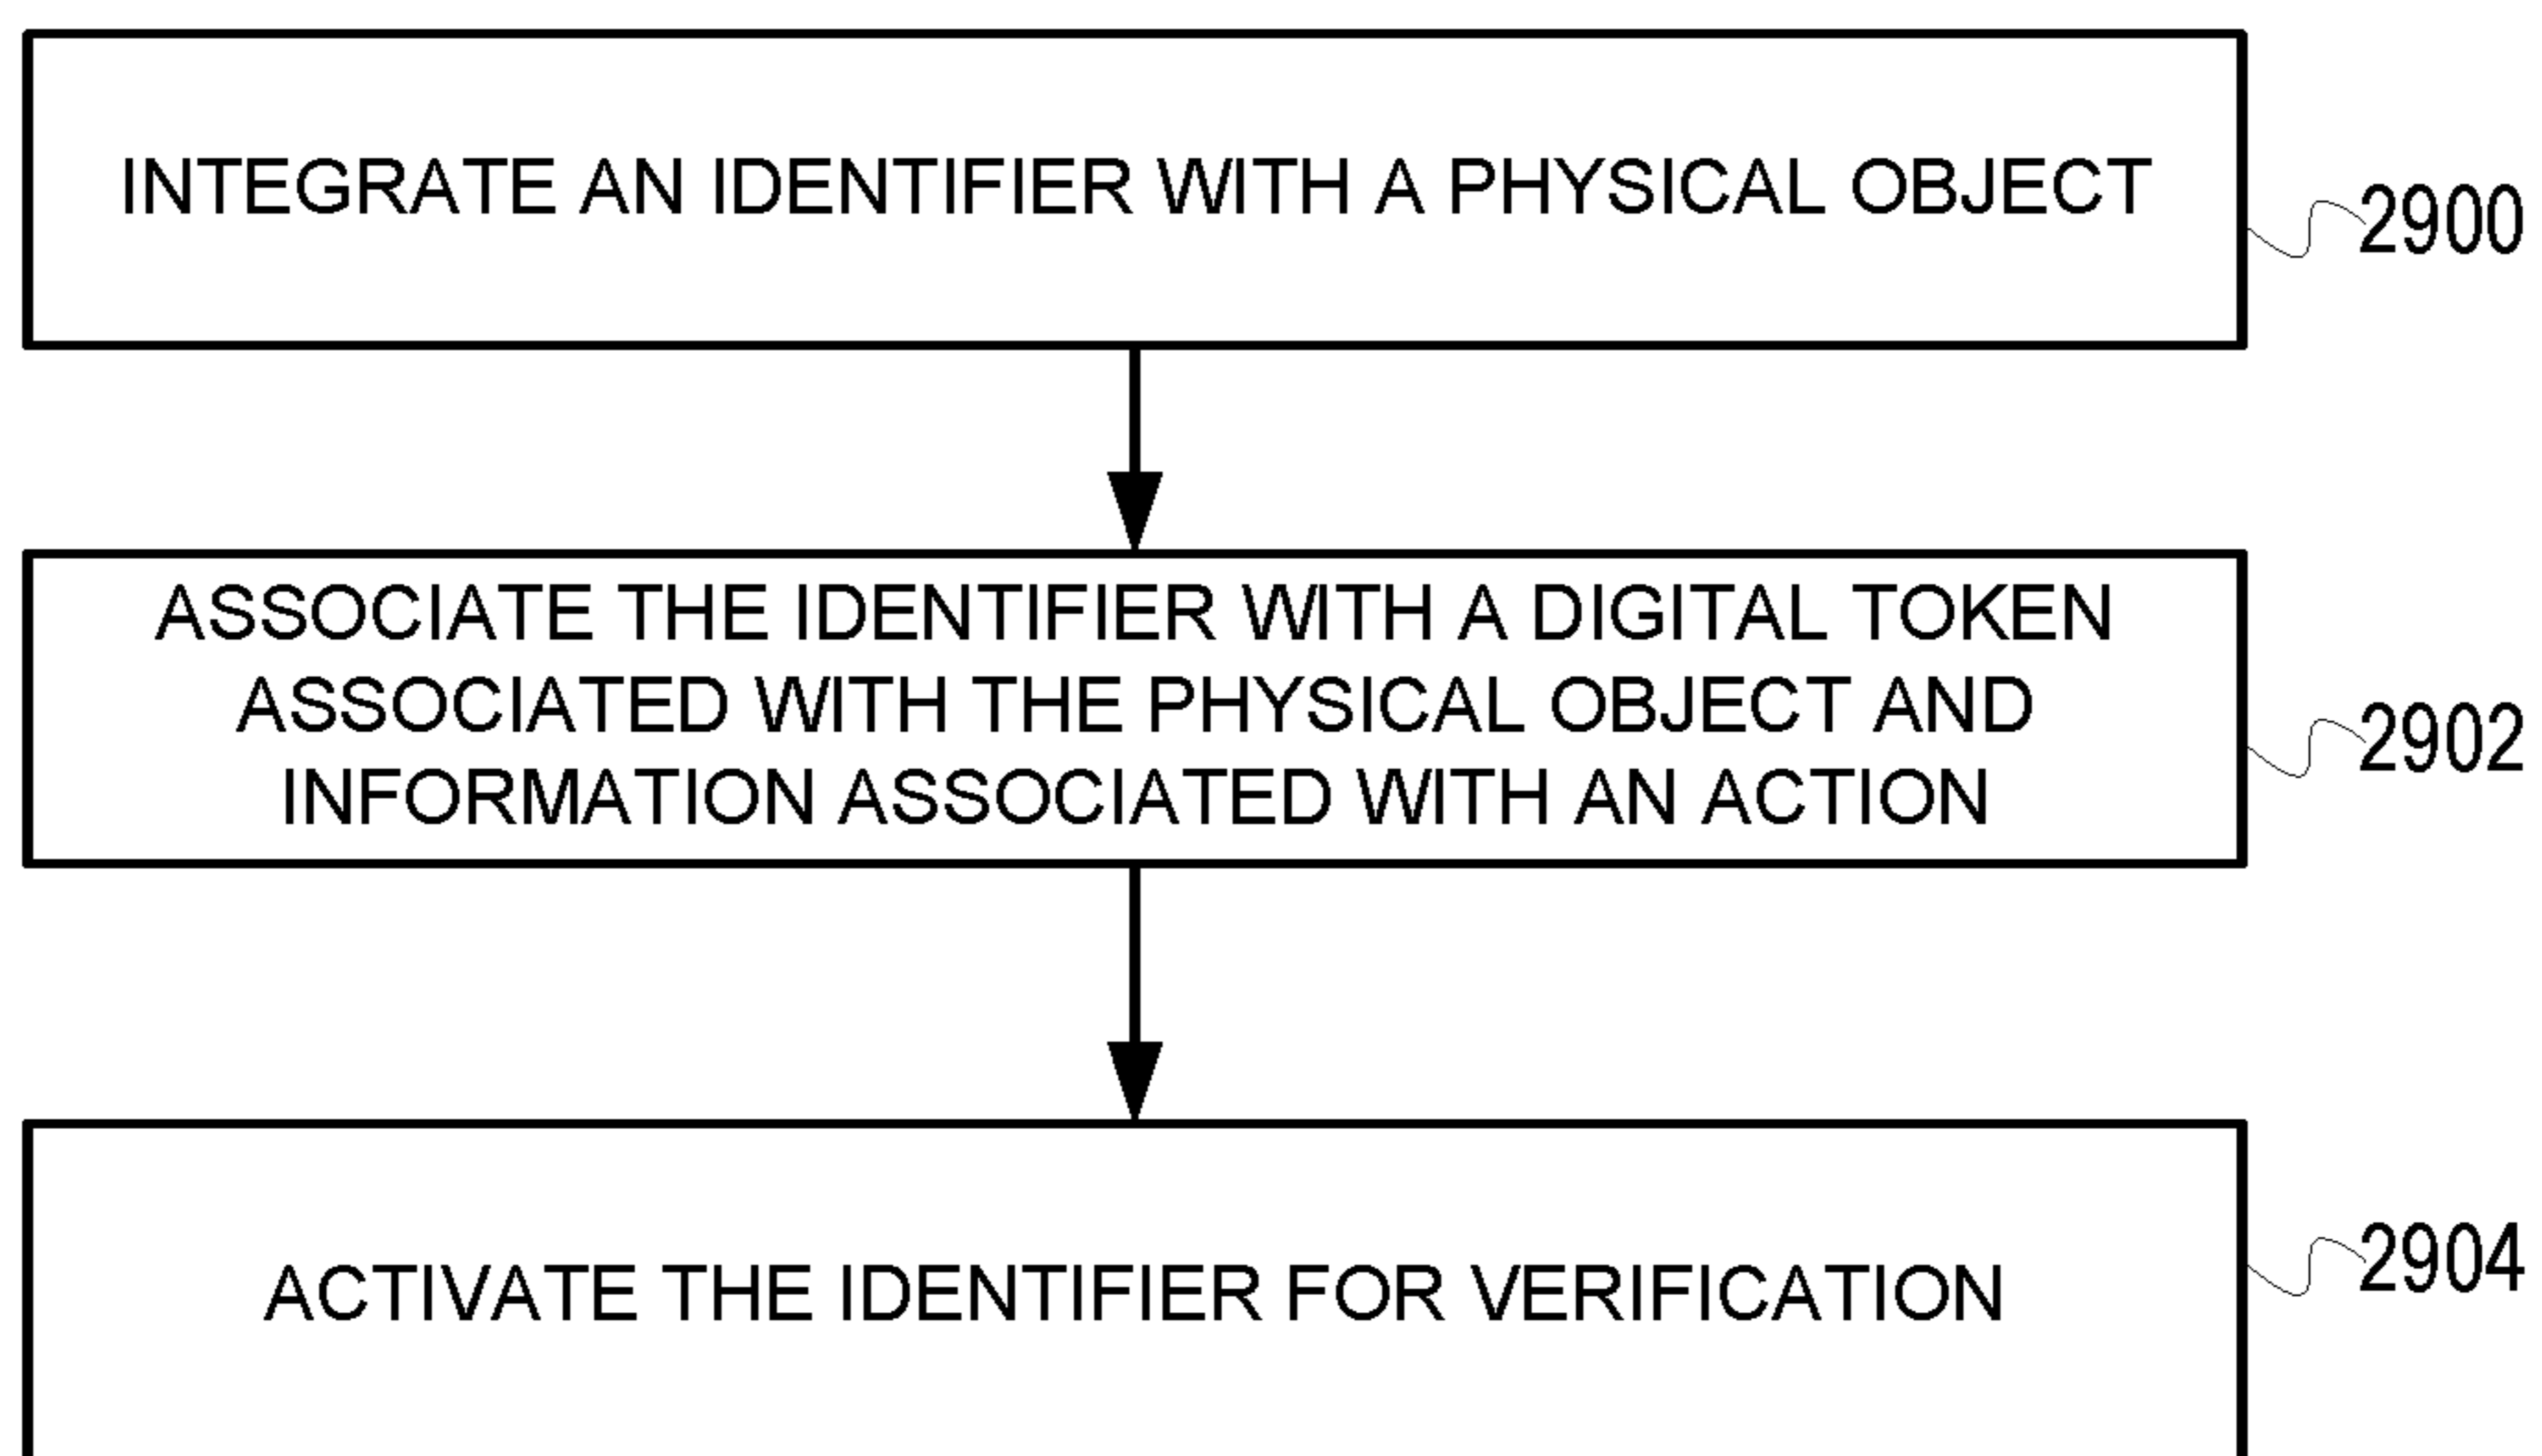 INTEGRATE AN IDENTIFIER WITH A PHYSICAL OBJECT
2900
ASSOCIATE THE IDENTIFIER WITH A DIGITAL TOKEN
ASSOCIATED WITH THE PHYSICAL OBJECT AND
INFORMATION ASSOCIATED WITH AN ACTION
2902
ACTIVATE THE IDENTIFIER FOR VERIFICATION
2904